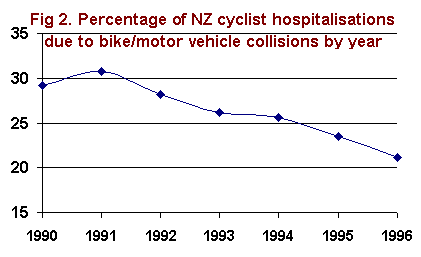 Fig 2. Percentage of NZ cyclist hospitalisations
due to bike/motor vehicle collisions by year
35
30
25
20
15
1990 1991 1992 1993 1994 1995 1996